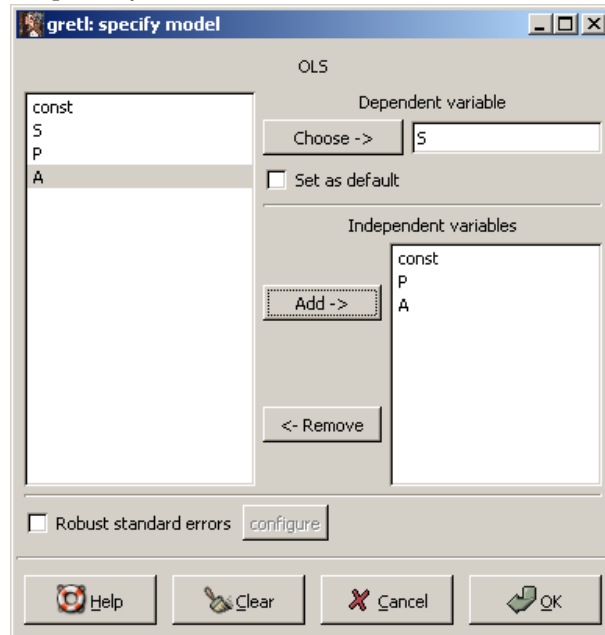 gretl: specify model
OLS
const
S
P
A
Dependent variable
Choose ->
S
Set as default
Independent variables
const
P
A
Add ->
<- Remove
Robust standard errors
configure
Help
Clear
Cancel
OK